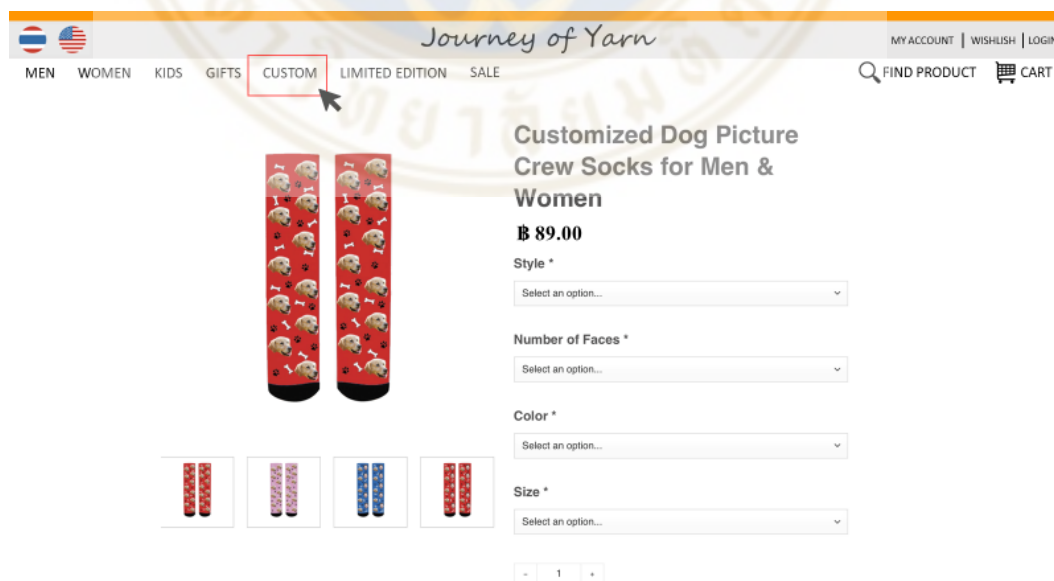 Journey of Yarn
MY ACCOUNT | WISHLISH | LOGIN
MEN WOMEN KIDS GIFTS CUSTOM LIMITED EDITION SALE
FIND PRODUCT CART
Customized Dog Picture
Crew Socks for Men &
Women
฿ 89.00
Style *
Select an option...
Number of Faces *
Select an option...
Color *
Select an option...
Size *
Select an option...
- 1 +